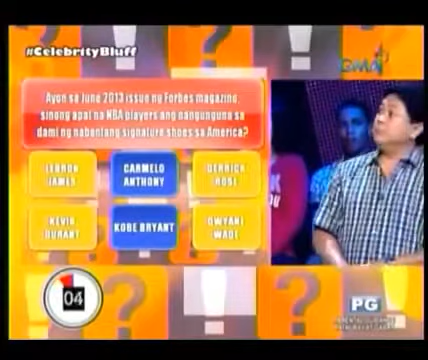 #CelebrityBluff
GMA
Ayon sa June 2013 issue ng Forbes magazine,
sinong apat na NBA players ang nangunguna sa
dami ng nabentang signature shoes sa America?
LEBRON
JAMES
CARMELO
ANTHONY
DERRICK
ROSE
KEVIN
DURANT
KOBE BRYANT
DWYANE
WADE
04
PG